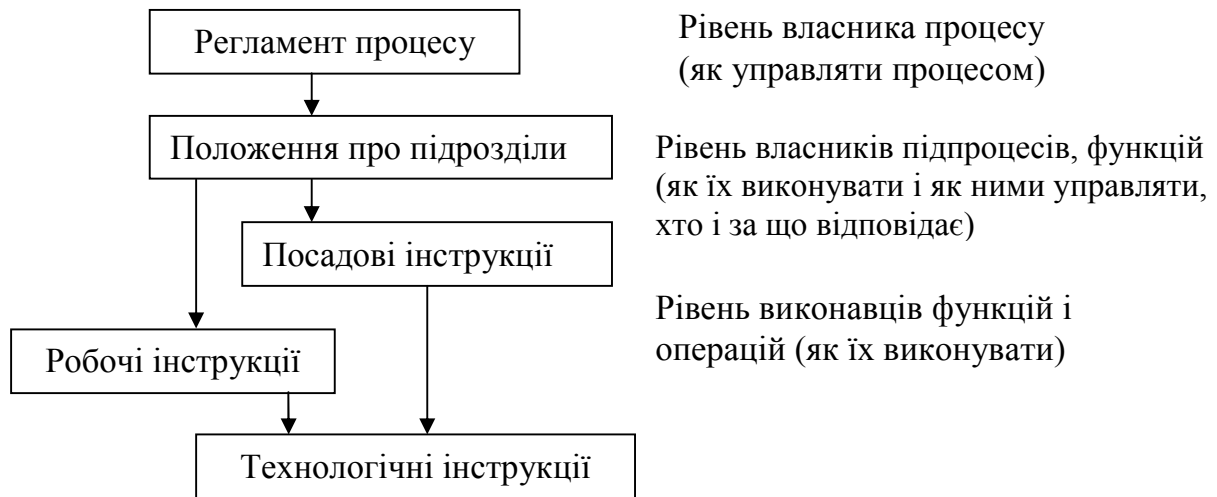 Регламент процесу
Рівень власника процесу
(як управляти процесом)
Положення про підрозділи
Рівень власників підпроцесів, функцій
(як їх виконувати і як ними управляти,
хто і за що відповідає)
Посадові інструкції
Рівень виконавців функцій і
операцій (як їх виконувати)
Робочі інструкції
Технологічні інструкції